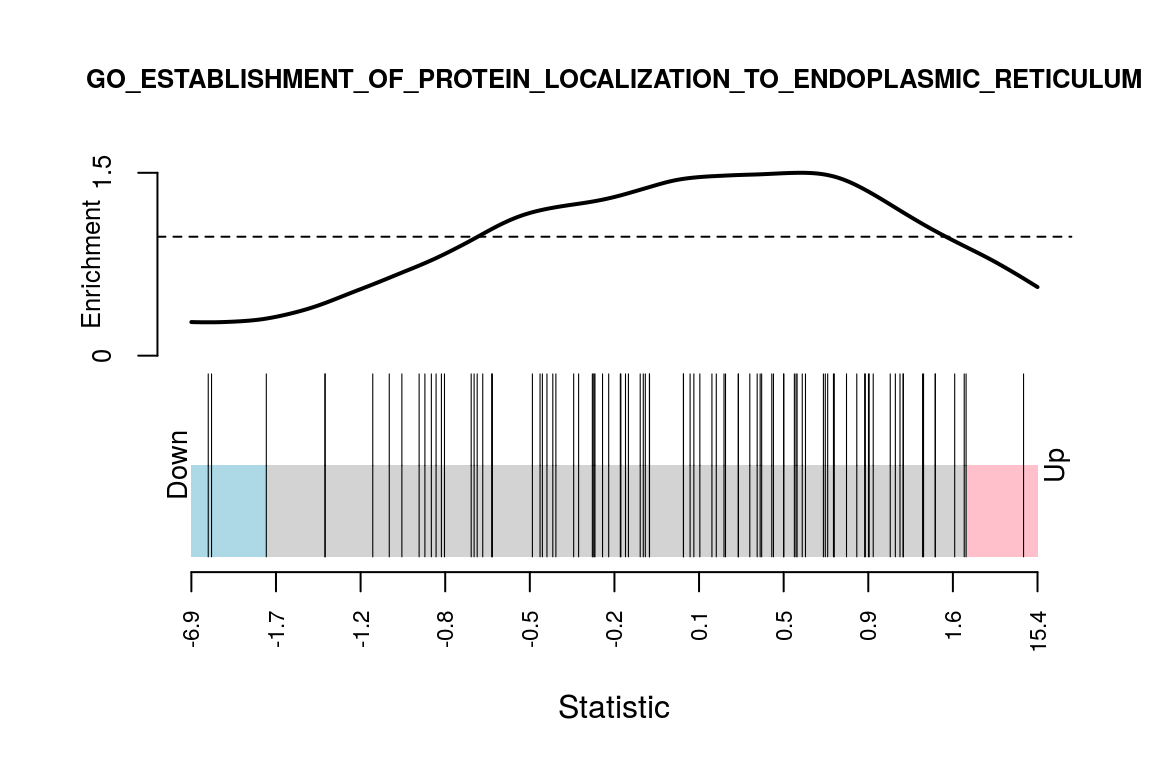 GO_ESTABLISHMENT_OF_PROTEIN_LOCALIZATION_TO_ENDOPLASMIC_RETICULUM
1.5
Enrichment
0
Down
Up
-6.9 -1.7 -1.2 -0.8 -0.5 -0.2 0.1 0.5 0.9 1.6 15.4
Statistic